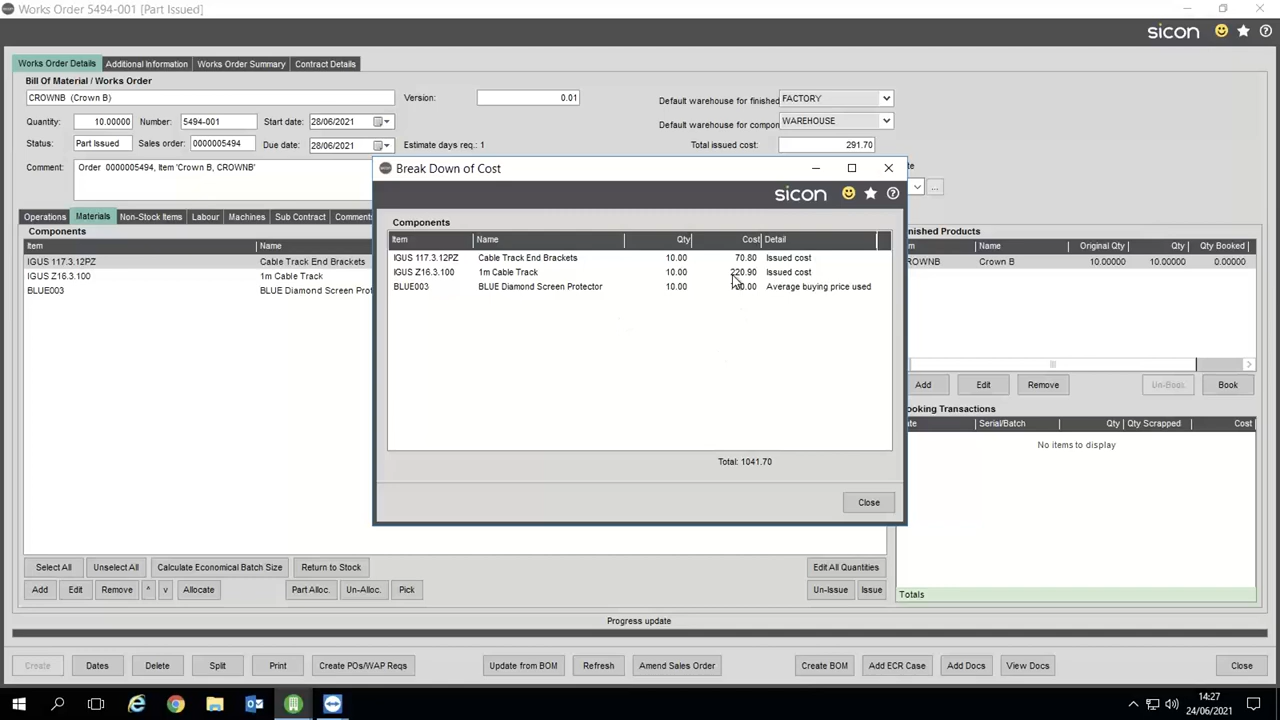 Works Order 5494-001 [Part Issued]
sicon
Works Order Details Additional Information Works Order Summary Contract Details
Bill Of Material / Works Order
CROWNB (Crown B) Version: 0.01 Default warehouse for finished FACTORY
Quantity: 10.00000 Number: 5494-001 Start date: 28/06/2021 Default warehouse for compon WAREHOUSE
Status: Part Issued Sales order: 0000005494 Due date: 28/06/2021 Estimate days req.: 1 Total issued cost: 291.70
Comment: Order 0000005494, Item 'Crown B, CROWNB'
...
Operations Materials Non-Stock Items Labour Machines Sub Contract Comments
Components
Item Name
IGUS 117.3.12PZ Cable Track End Brackets
IGUS Z16.3.100 1m Cable Track
BLUE003 BLUE Diamond Screen Prot
Break Down of Cost
sicon
Components
Item Name Qty Cost Detail
IGUS 117.3.12PZ Cable Track End Brackets 10.00 70.80 Issued cost
IGUS Z16.3.100 1m Cable Track 10.00 220.90 Issued cost
BLUE003 BLUE Diamond Screen Protector 10.00 Average buying price used
Total: 1041.70
Close
Name Original Qty Qty Qty Booked
Crown B 10.00000 10.00000 0.00000
Add Edit Remove Un-Book Book
Booking Transactions
Serial/Batch Qty Qty Scrapped Cost
No items to display
Totals
Select All Unselect All Calculate Economical Batch Size Return to Stock Edit All Quantities
Add Edit Remove ^ v Allocate Part Alloc. Un-Alloc. Pick Un-Issue Issue
Progress update
Create Dates Delete Split Print Create POs/WAP Reqs Update from BOM Refresh Amend Sales Order Create BOM Add ECR Case Add Docs View Docs Close
14:27
24/06/2021